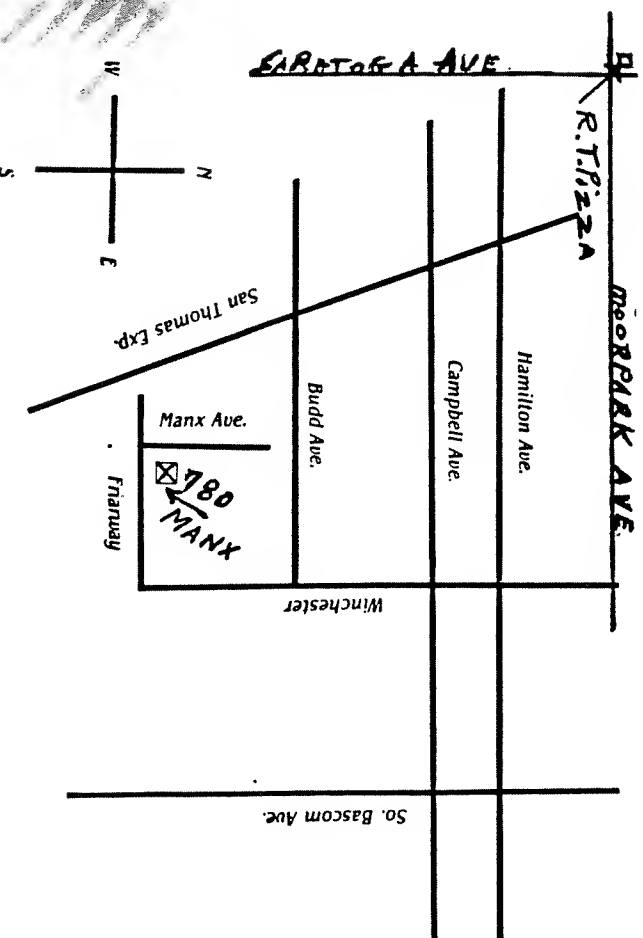 SARATOGA AVE.
R.T. PIZZA
MOORPARK AVE.
W
N
E
S
San Thomas Exp.
Hamilton Ave.
Campbell Ave.
Budd Ave.
Manx Ave.
780
MANX
Friarway
Winchester
So. Bascom Ave.